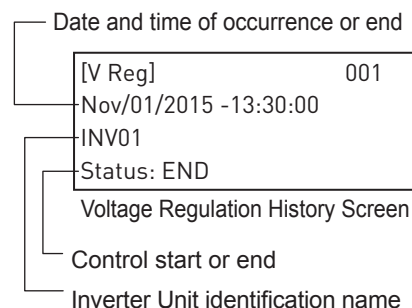 Date and time of occurrence or end
[V Reg] 001
Nov/01/2015 -13:30:00
INV01
Status: END
Voltage Regulation History Screen
Control start or end
Inverter Unit identification name